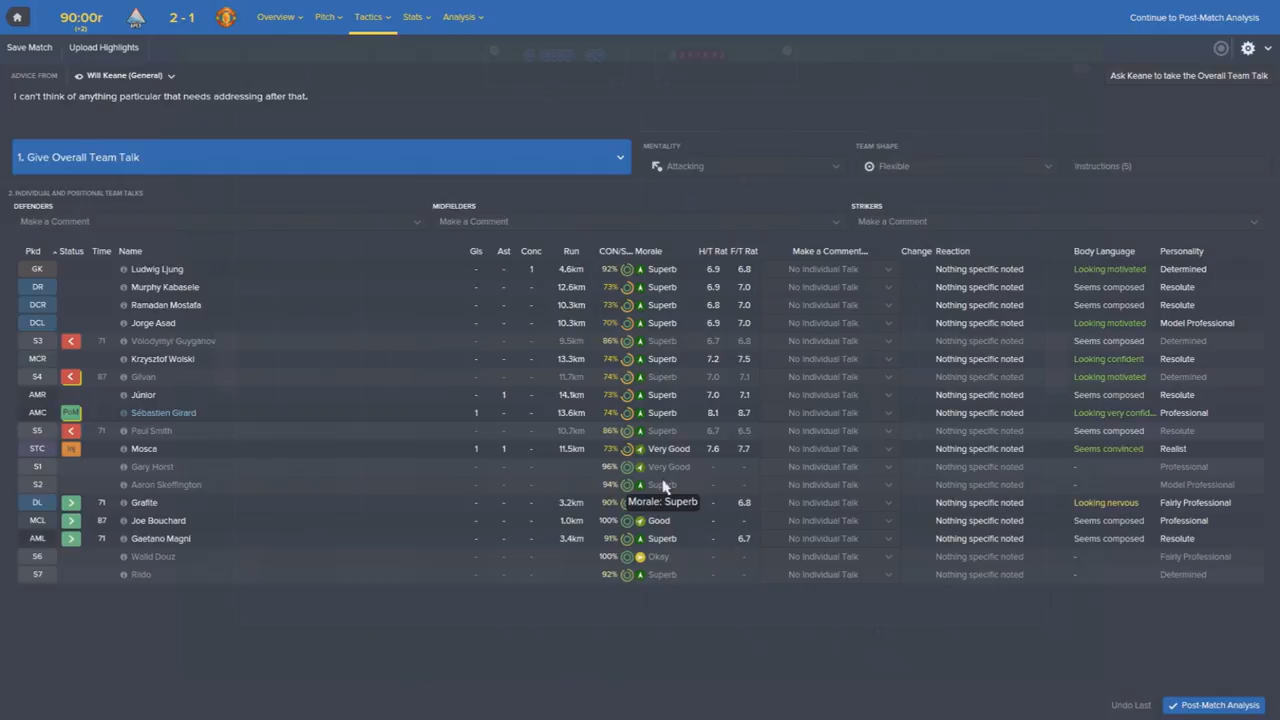 90:00r 2 - 1 Overview Pitch Tactics Stats Analysis Continue to Post-Match Analysis
(+2)
Save Match Upload Highlights
ADVICE FROM Will Keane (General) Ask Keane to take the Overall Team Talk
I can't think of anything particular that needs addressing after that.
MENTALITY TEAM SHAPE
1. Give Overall Team Talk Attacking Flexible Instructions (5)
2. INDIVIDUAL AND POSITIONAL TEAM TALKS
DEFENDERS MIDFIELDERS STRIKERS
Make a Comment Make a Comment Make a Comment
Pkd Status Time Name Gls Ast Conc Run CON/S... Morale H/T Rat F/T Rat Make a Comment... Change Reaction Body Language Personality
GK Ludwig Ljung - - 1 4.6km 92% Superb 6.9 6.8 No Individual Talk Nothing specific noted Looking motivated Determined
DR Murphy Kabasele - - - 12.6km 73% Superb 6.9 7.0 No Individual Talk Nothing specific noted Seems composed Resolute
DCR Ramadan Mostafa - - - 10.3km 73% Superb 6.8 7.0 No Individual Talk Nothing specific noted Seems composed Resolute
DCL Jorge Asad - - - 10.3km 70% Superb 6.9 7.0 No Individual Talk Nothing specific noted Looking motivated Model Professional
S3 71 Volodymyr Guyganov - - - 9.5km 86% Superb 6.7 6.8 No Individual Talk Nothing specific noted Seems composed Determined
MCR Krzysztof Wolski - - - 13.3km 74% Superb 7.2 7.5 No Individual Talk Nothing specific noted Looking confident Resolute
S4 87 Gilvan - - - 11.7km 74% Superb 7.0 7.1 No Individual Talk Nothing specific noted Looking motivated Determined
AMR Júnior - 1 - 14.1km 73% Superb 7.0 7.1 No Individual Talk Nothing specific noted Seems composed Resolute
AMC PoM Sébastien Girard 1 - - 13.6km 74% Superb 8.1 8.7 No Individual Talk Nothing specific noted Looking very confid... Professional
S5 71 Paul Smith - - - 10.7km 86% Superb 6.7 6.5 No Individual Talk Nothing specific noted Seems composed Resolute
STC Inj Mosca 1 1 - 11.5km 73% Very Good 7.6 7.7 No Individual Talk Nothing specific noted Seems convinced Realist
S1 Gary Horst - - - - 96% Very Good - - No Individual Talk Nothing specific noted - Professional
S2 Aaron Skeffington - - - - 94% Superb - - No Individual Talk Nothing specific noted - Model Professional
DL 71 Grafite - - - 3.2km 90% Morale: Superb 6.8 No Individual Talk Nothing specific noted Looking nervous Fairly Professional
MCL 87 Joe Bouchard - - - 1.0km 100% Good - - No Individual Talk Nothing specific noted Seems composed Professional
AML 71 Gaetano Magni - - - 3.4km 91% Superb - 6.7 No Individual Talk Nothing specific noted Seems composed Resolute
S6 Walid Douz - - - - 100% Okay - - No Individual Talk Nothing specific noted - Fairly Professional
S7 Rildo - - - - 92% Superb - - No Individual Talk Nothing specific noted - Determined
Undo Last Post-Match Analysis